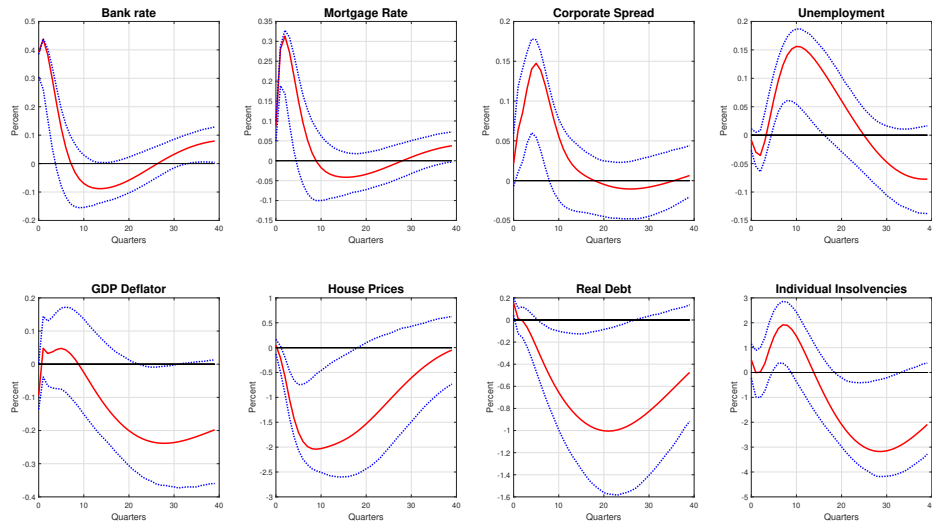 Bank rate
Mortgage Rate
Corporate Spread
Unemployment
0.5
0.4
0.3
0.2
0.1
0
-0.1
-0.2
Percent
0 10 20 30 40
Quarters
0.35
0.3
0.25
0.2
0.15
0.1
0.05
0
-0.05
-0.1
-0.15
Percent
0 10 20 30 40
Quarters
0.2
0.15
0.1
0.05
0
-0.05
Percent
0 10 20 30 40
Quarters
0.2
0.15
0.1
0.05
0
-0.05
-0.1
-0.15
Percent
0 10 20 30 40
Quarters
GDP Deflator
House Prices
Real Debt
Individual Insolvencies
0.2
0.1
0
-0.1
-0.2
-0.3
-0.4
Percent
0 10 20 30 40
Quarters
1
0.5
0
-0.5
-1
-1.5
-2
-2.5
-3
Percent
0 10 20 30 40
Quarters
0.2
0
-0.2
-0.4
-0.6
-0.8
-1
-1.2
-1.4
-1.6
Percent
0 10 20 30 40
Quarters
3
2
1
0
-1
-2
-3
-4
-5
Percent
0 10 20 30 40
Quarters